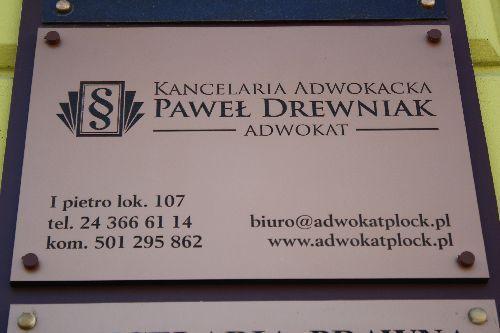 §
KANCELARIA ADWOKACKA
PAWEŁ DREWNIAK
ADWOKAT
I pietro lok. 107
tel. 24 366 61 14
kom. 501 295 862
biuro@adwokatplock.pl
www.adwokatplock.pl